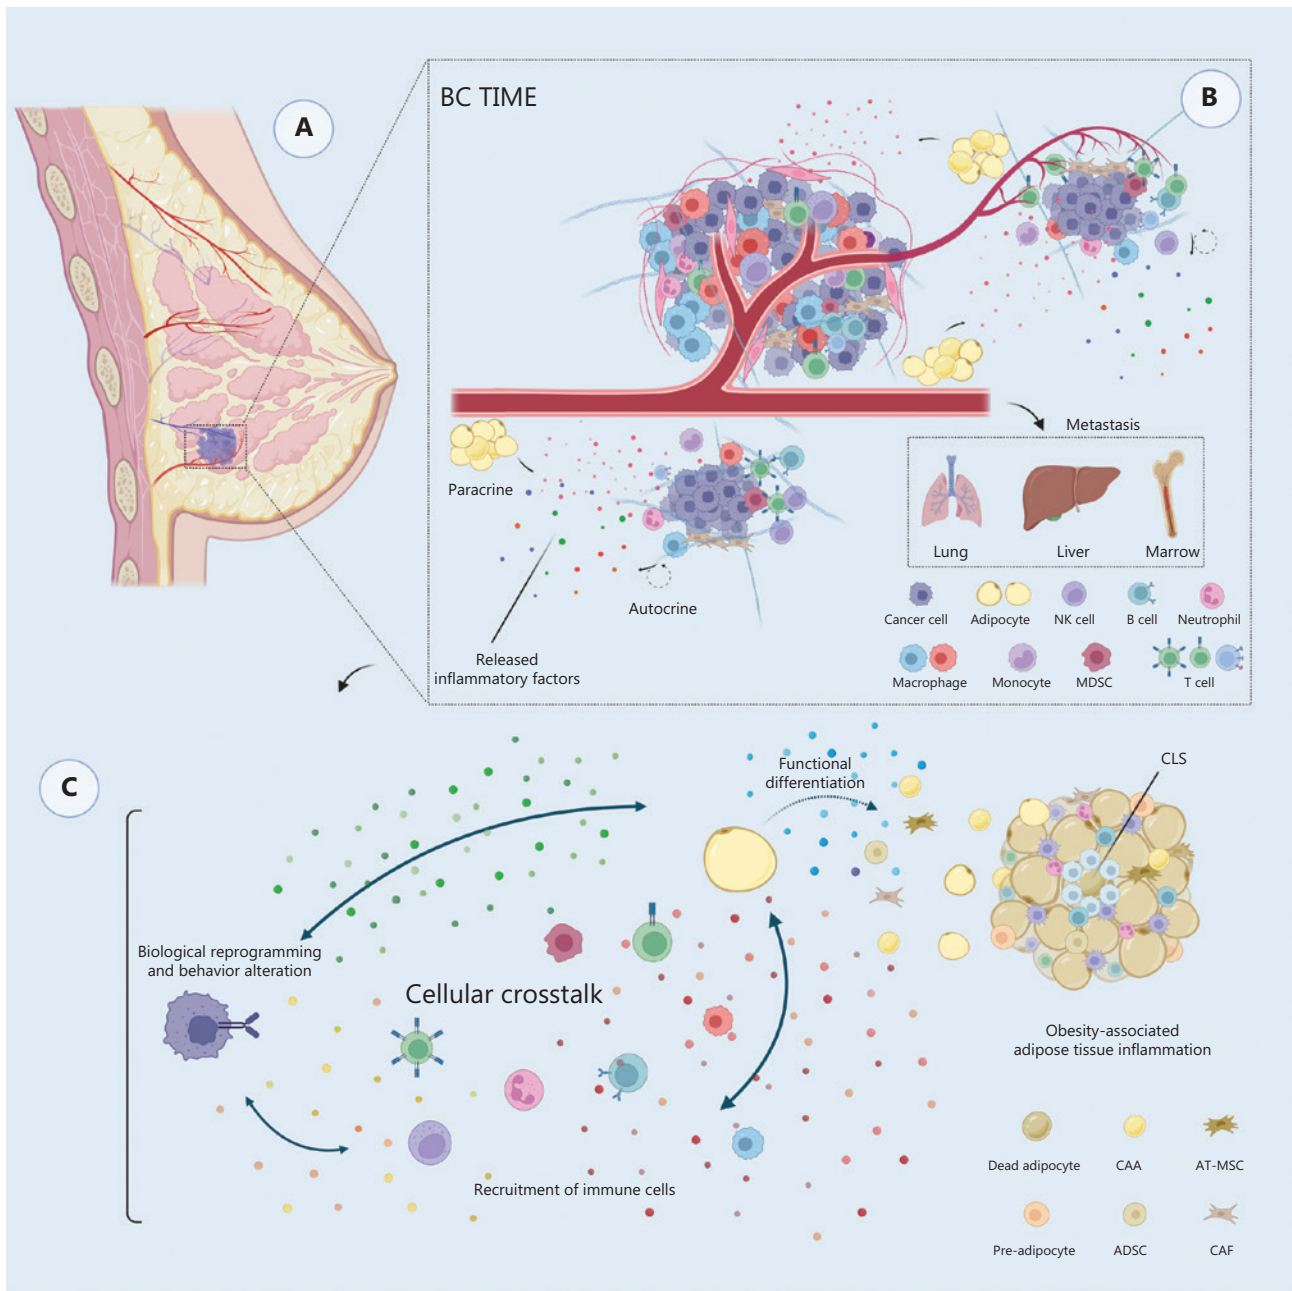 A
BC TIME
B
Metastasis
Paracrine
Lung
Liver
Marrow
Autocrine
Cancer cell
Adipocyte
NK cell
B cell
Neutrophil
Released
inflammatory factors
Macrophage
Monocyte
MDSC
T cell
C
Functional
differentiation
CLS
Biological reprogramming
and behavior alteration
Cellular crosstalk
Obesity-associated
adipose tissue inflammation
Recruitment of immune cells
Dead adipocyte
CAA
AT-MSC
Pre-adipocyte
ADSC
CAF